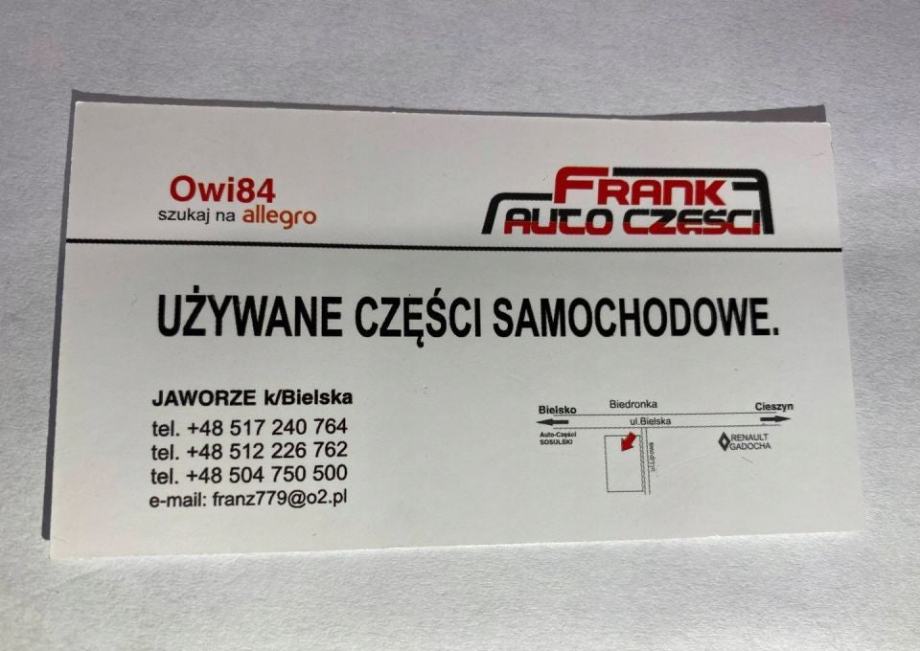 Owi84
szukaj na allegro
FRANK
AUTO CZĘŚCI
UŻYWANE CZĘŚCI SAMOCHODOWE.
JAWORZE k/Bielska
tel. +48 517 240 764
tel. +48 512 226 762
tel. +48 504 750 500
e-mail: franz779@o2.pl
Biedronka
Bielsko
Cieszyn
ul.Bielska
Auto-Części
SOSULSKI
RENAULT
GADOCHA